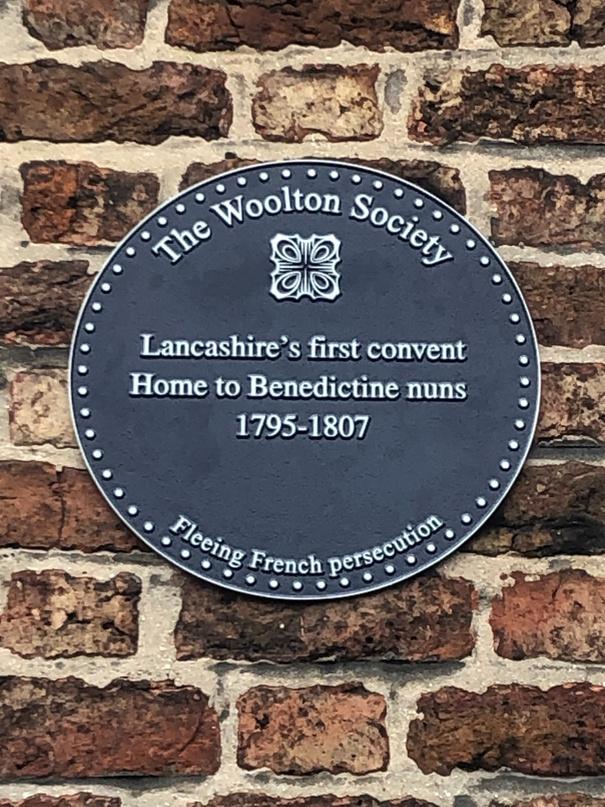 The Woolton Society
Lancashire's first convent
Home to Benedictine nuns
1795-1807
Fleeing French persecution